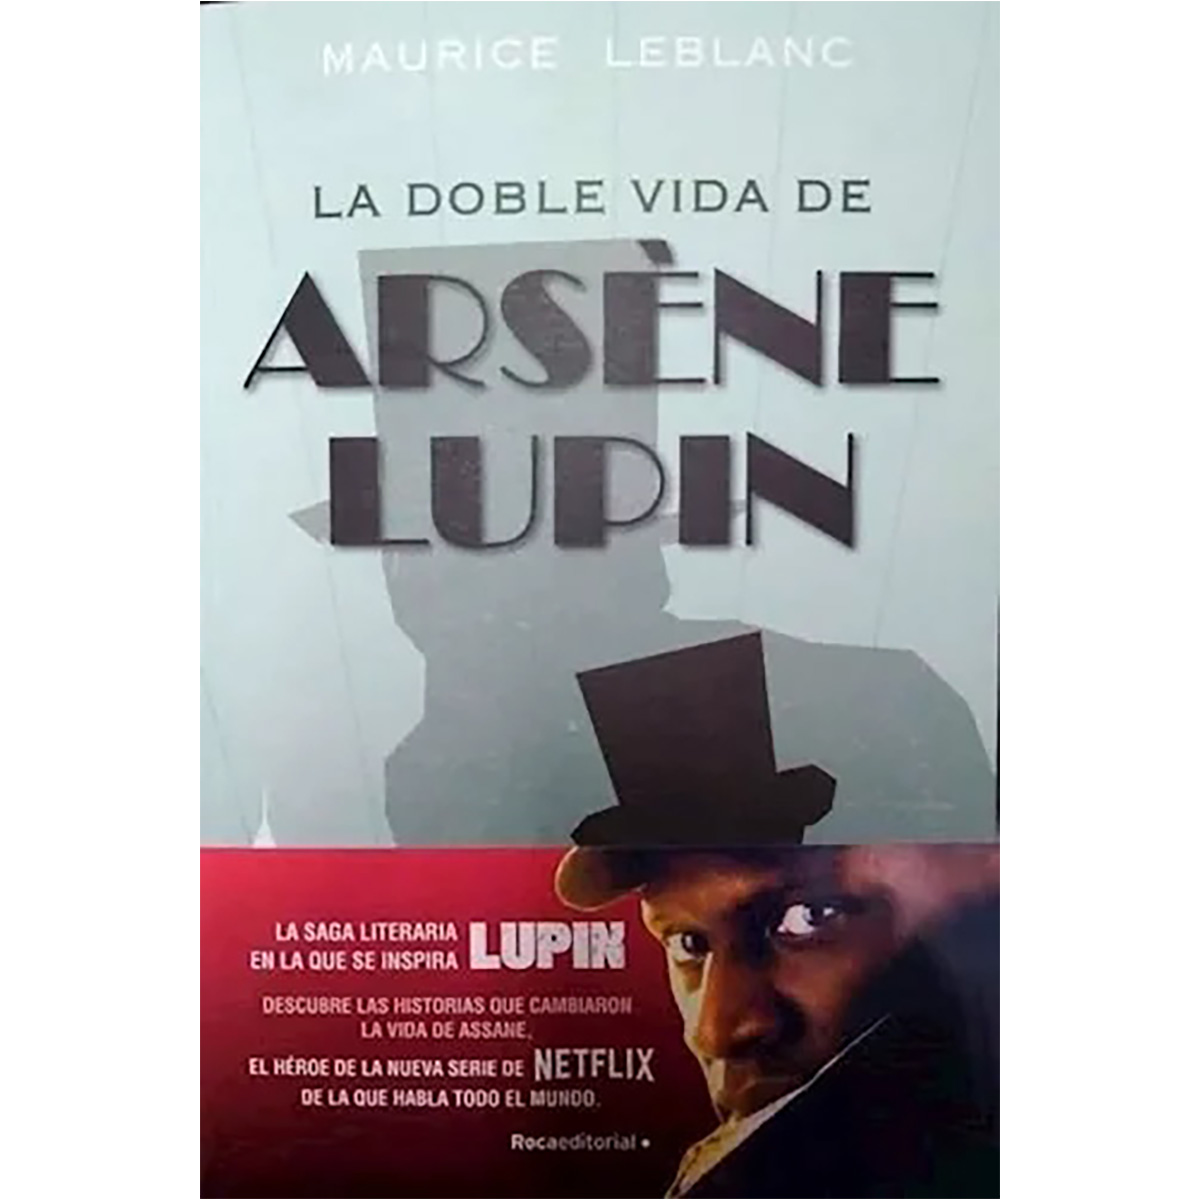 MAURICE LEBLANC
LA DOBLE VIDA DE
ARSÈNE
LUPIN
LA SAGA LITERARIA
EN LA QUE SE INSPIRA LUPIN
DESCUBRE LAS HISTORIAS QUE CAMBIARON
LA VIDA DE ASSANE,
EL HÉROE DE LA NUEVA SERIE DE NETFLIX
DE LA QUE HABLA TODO EL MUNDO.
Rocaeditorial